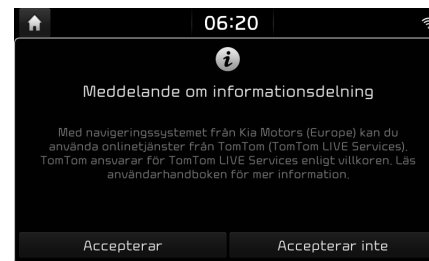 06:20
Meddelande om informationsdelning
Med navigeringssystemet från Kia Motors (Europe) kan du
använda onlinetjänster från TomTom (TomTom LIVE Services).
TomTom ansvarar för TomTom LIVE Services enligt villkoren. Läs
användarhandboken för mer information.
Accepterar
Accepterar inte